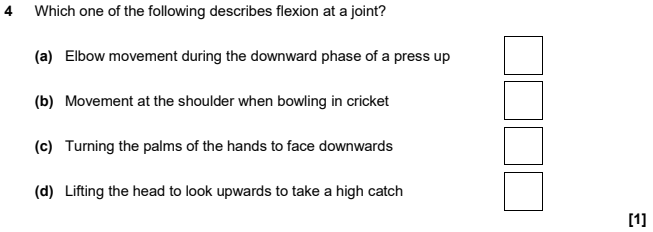 4 Which one of the following describes flexion at a joint?
(a) Elbow movement during the downward phase of a press up
(b) Movement at the shoulder when bowling in cricket
(c) Turning the palms of the hands to face downwards
(d) Lifting the head to look upwards to take a high catch
[1]